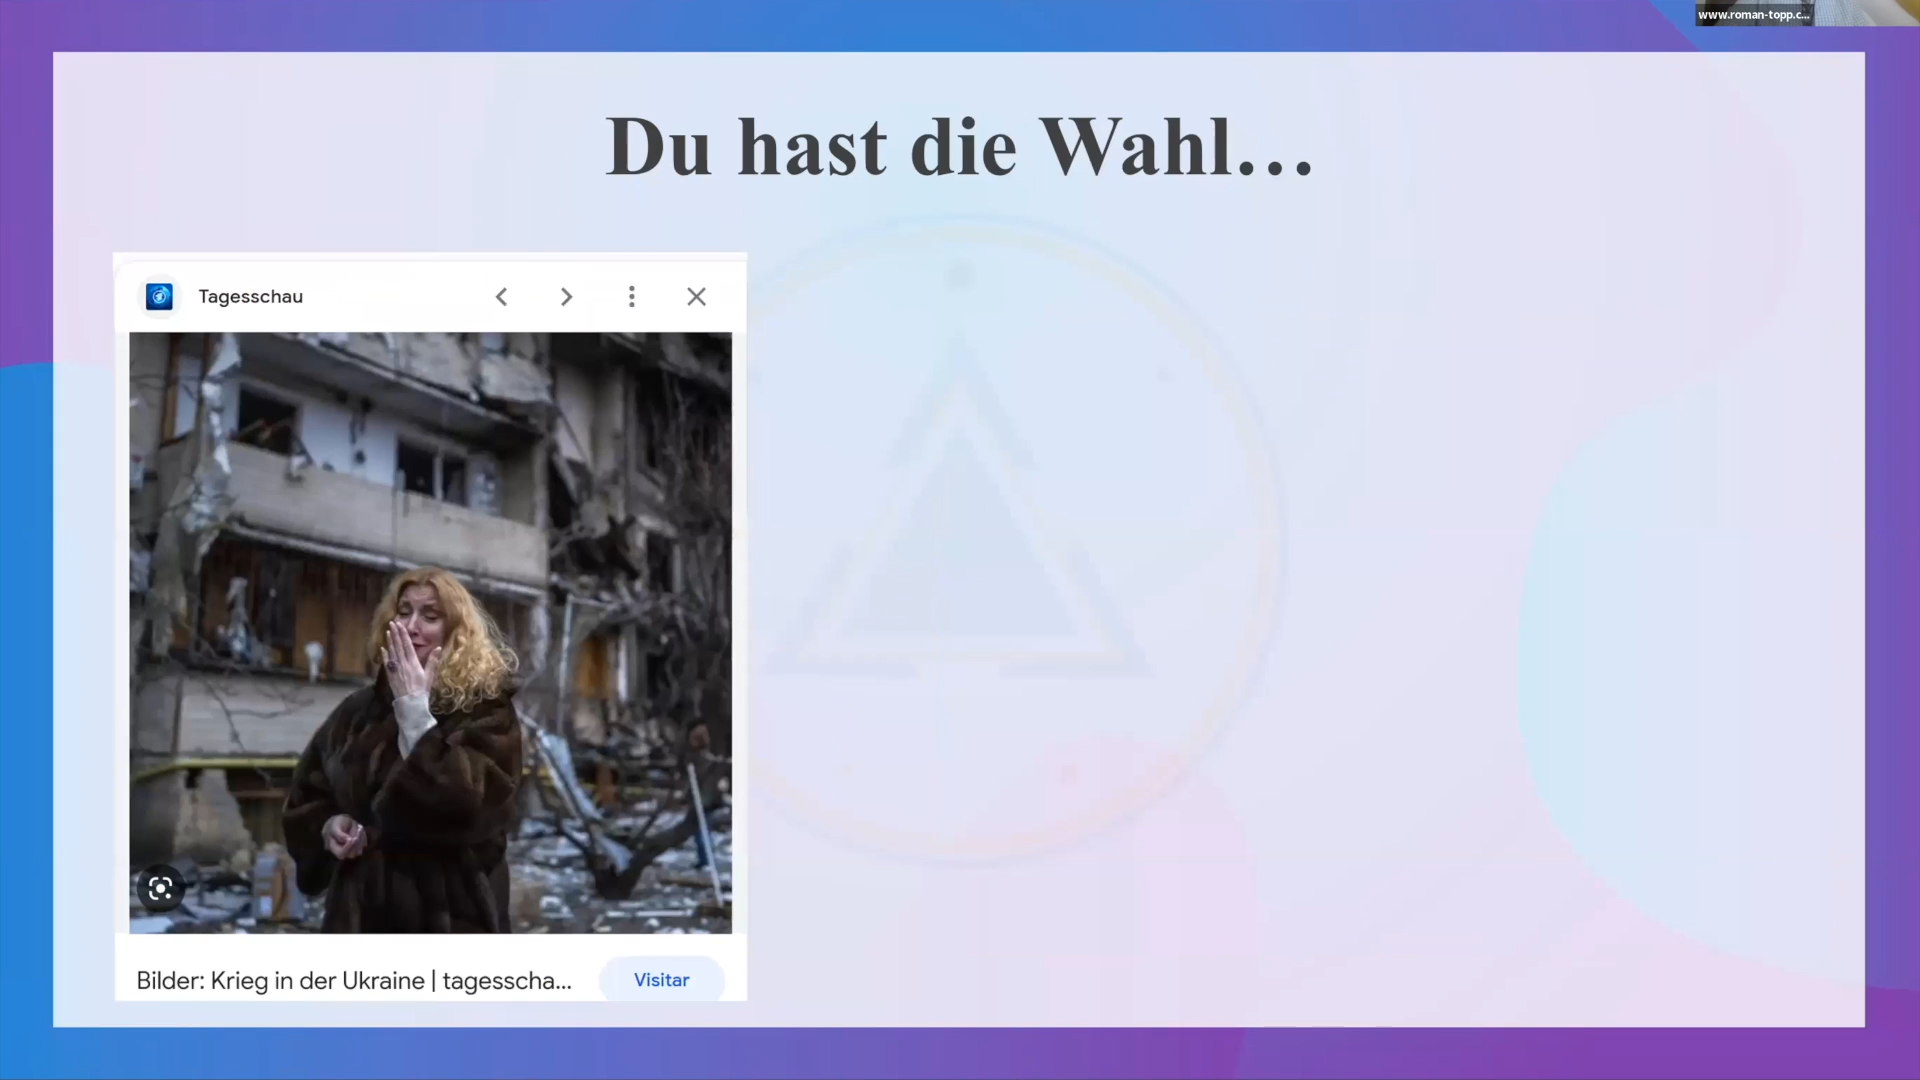 www.roman-topp.c...
Du hast die Wahl...
Tagesschau
Bilder: Krieg in der Ukraine | tagesscha...
Visitar